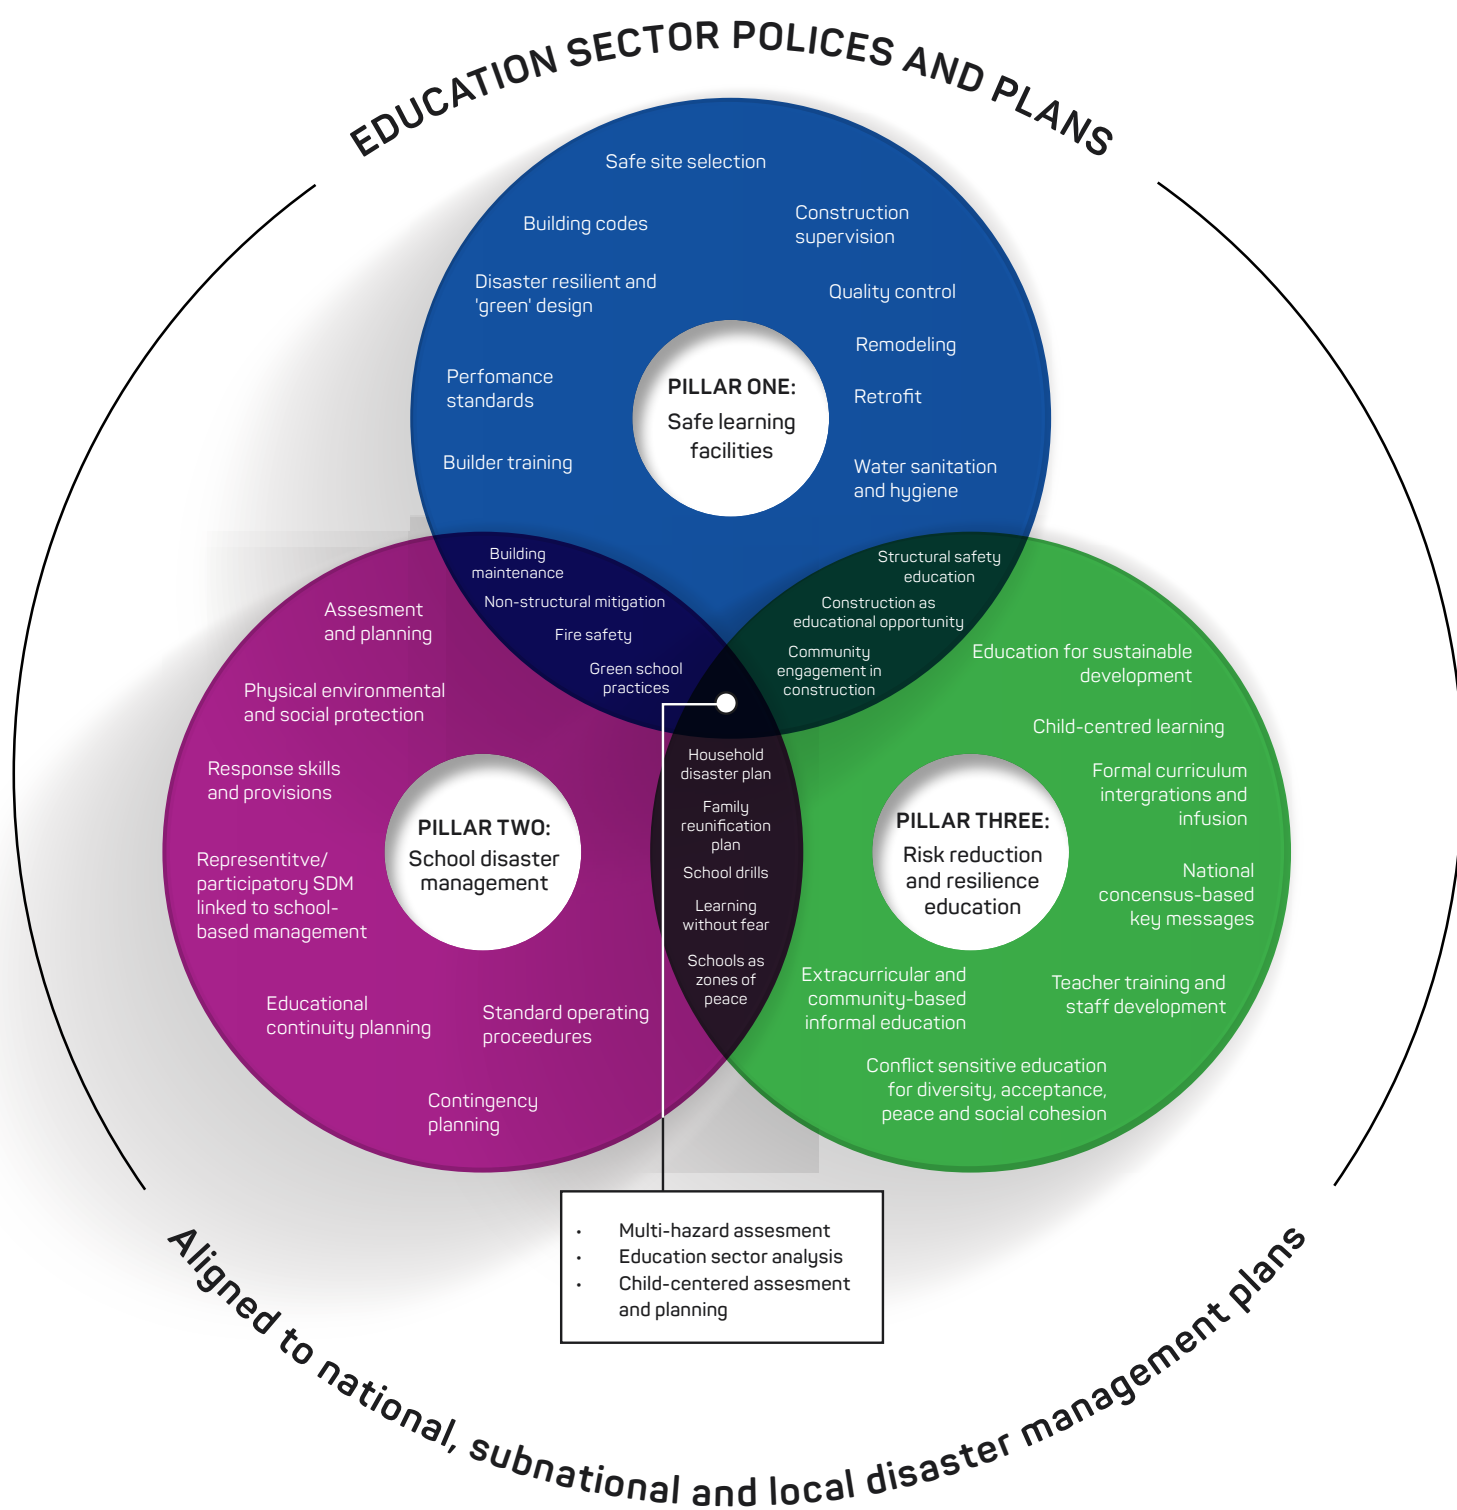 EDUCATION SECTOR POLICES AND PLANS
Safe site selection
Building codes
Construction
supervision
Disaster resilient and
'green' design
Quality control
Remodeling
Perfomance
standards
Retrofit
Builder training
Water sanitation
and hygiene
PILLAR ONE:
Safe learning
facilities
Building
maintenance
Non-structural mitigation
Fire safety
Green school
practices
Structural safety
education
Construction as
educational opportunity
Community
engagement in
construction
Assesment
and planning
Physical environmental
and social protection
Response skills
and provisions
Representitve/
participatory SDM
linked to school-
based management
Educational
continuity planning
Standard operating
proceedures
Contingency
planning
PILLAR TWO:
School disaster
management
Household
disaster plan
Family
reunification
plan
School drills
Learning
without fear
Schools as
zones of
peace
PILLAR THREE:
Risk reduction
and resilience
education
Education for sustainable
development
Child-centred learning
Formal curriculum
intergrations and
infusion
National
concensus-based
key messages
Teacher training and
staff development
Extracurricular and
community-based
informal education
Conflict sensitive education
for diversity, acceptance,
peace and social cohesion
• Multi-hazard assesment
• Education sector analysis
• Child-centered assesment
and planning
Aligned to national, subnational and local disaster management plans